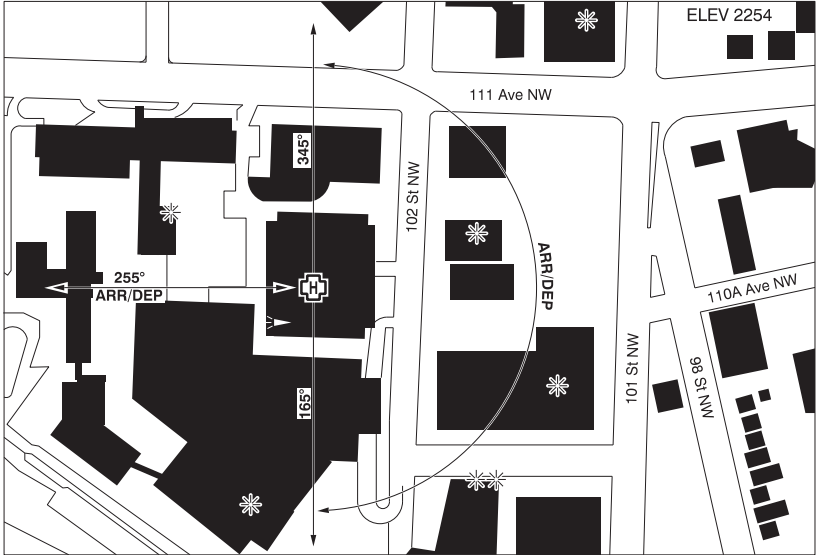 ELEV 2254
111 Ave NW
345°
102 St NW
255°
ARR/DEP
H
ARR/DEP
110A Ave NW
165°
101 St NW
98 St NW